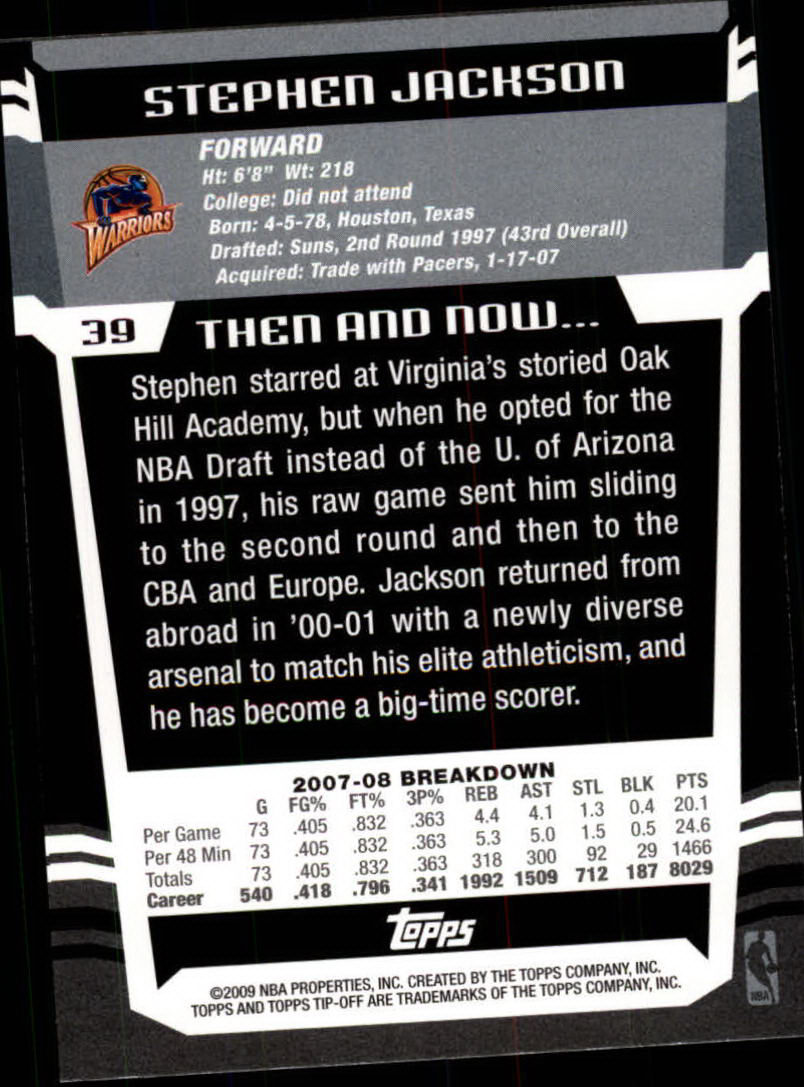 STEPHEN JACKSON
FORWARD
Ht: 6'8" Wt: 218
College: Did not attend
Born: 4-5-78, Houston, Texas
Drafted: Suns, 2nd Round 1997 (43rd Overall)
Acquired: Trade with Pacers, 1-17-07
WARRIORS
39 THEN AND NOW...
Stephen starred at Virginia's storied Oak
Hill Academy, but when he opted for the
NBA Draft instead of the U. of Arizona
in 1997, his raw game sent him sliding
to the second round and then to the
CBA and Europe. Jackson returned from
abroad in '00-01 with a newly diverse
arsenal to match his elite athleticism, and
he has become a big-time scorer.
2007-08 BREAKDOWN
G FG% FT% 3P% REB AST STL BLK PTS
Per Game 73 .405 .832 .363 4.4 4.1 1.3 0.4 20.1
Per 48 Min 73 .405 .832 .363 5.3 5.0 1.5 0.5 24.6
Totals 73 .405 .832 .363 318 300 92 29 1466
Career 540 .418 .796 .341 1992 1509 712 187 8029
topps
©2009 NBA PROPERTIES, INC. CREATED BY THE TOPPS COMPANY, INC.
TOPPS AND TOPPS TIP-OFF ARE TRADEMARKS OF THE TOPPS COMPANY, INC.
NBA